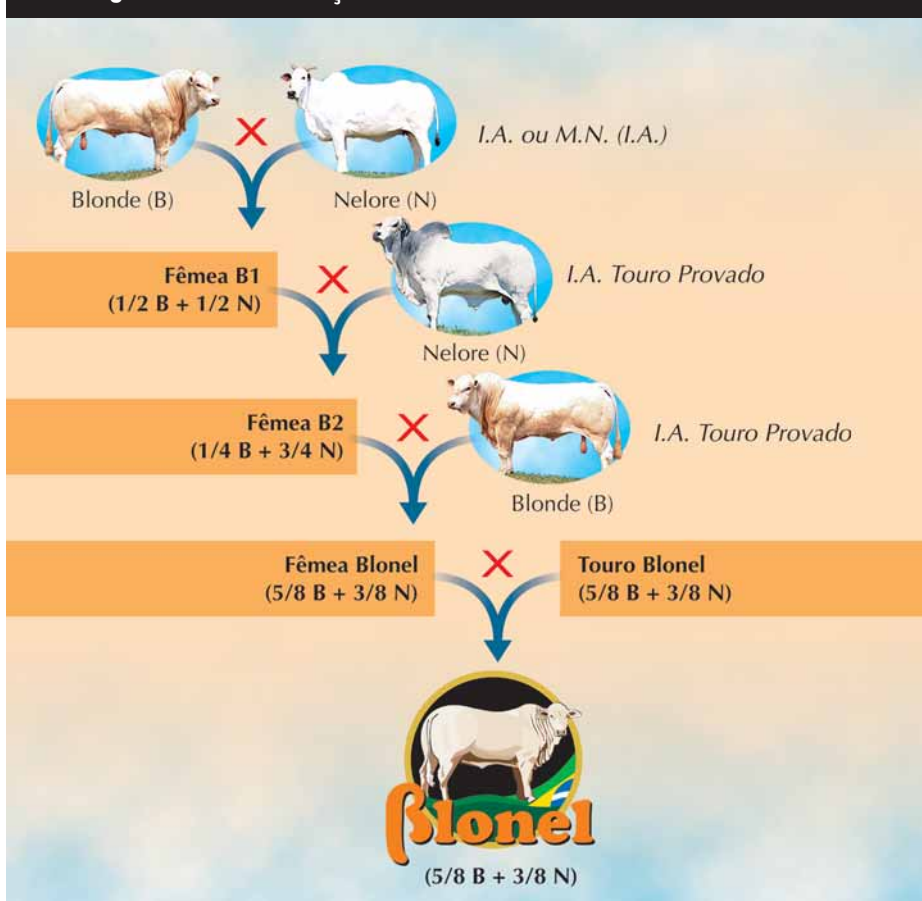 I.A. ou M.N. (I.A.)
Blonde (B)
Nelore (N)
Fêmea B1
(1/2 B + 1/2 N)
I.A. Touro Provado
Nelore (N)
Fêmea B2
(1/4 B + 3/4 N)
I.A. Touro Provado
Blonde (B)
Fêmea Blonel
(5/8 B + 3/8 N)
Touro Blonel
(5/8 B + 3/8 N)
Blonel
(5/8 B + 3/8 N)